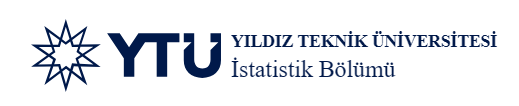 YTÜ
YILDIZ TEKNİK ÜNİVERSİTESİ
İstatistik Bölümü